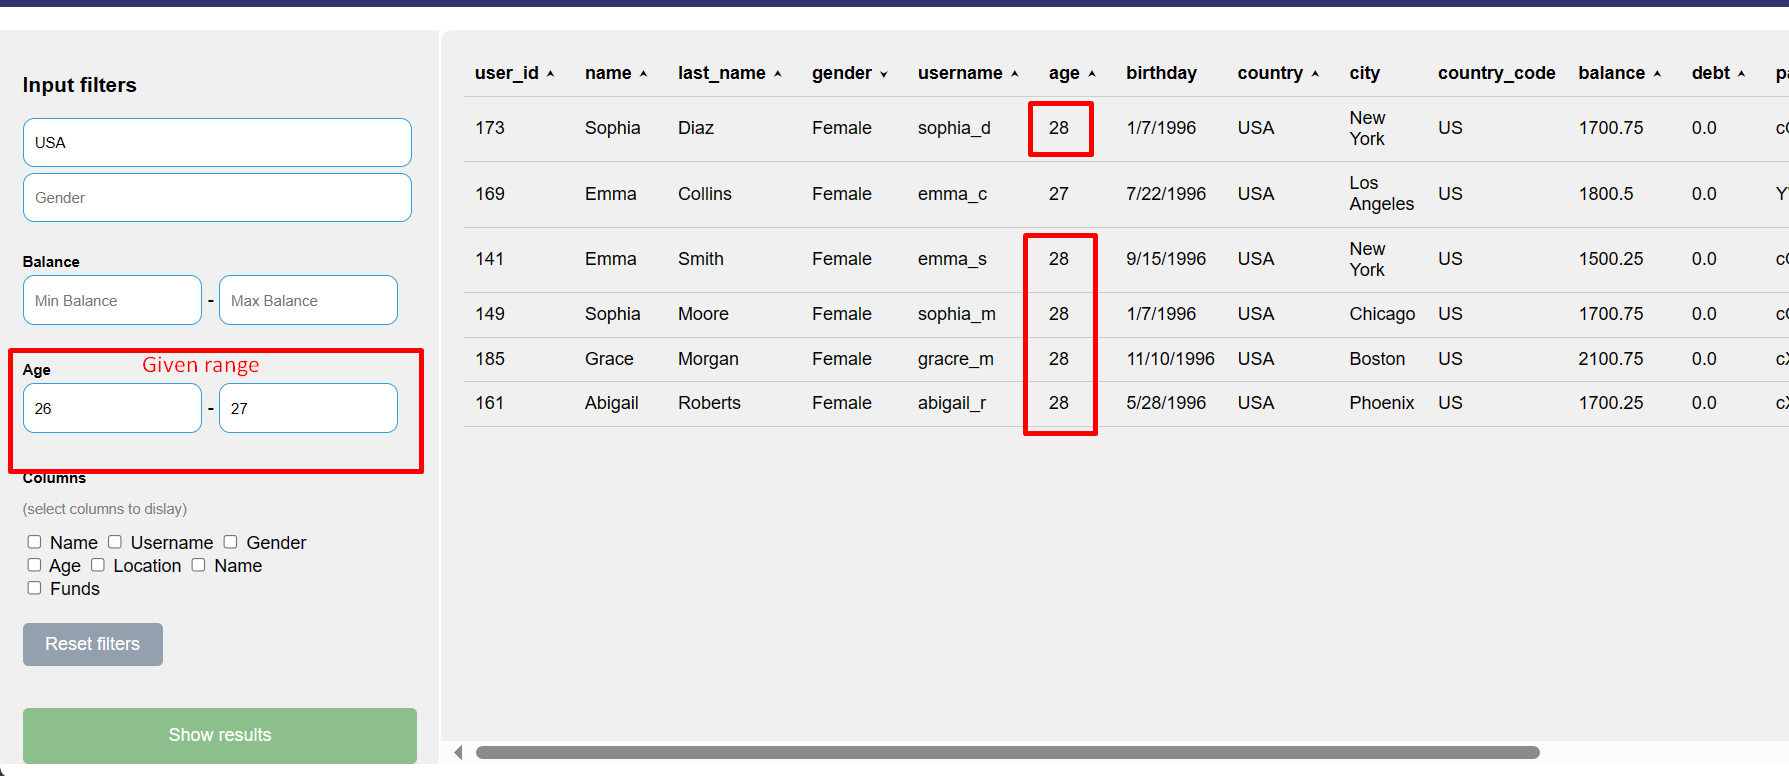 Input filters
USA
Gender
Balance
Min Balance - Max Balance
Given range
Age
26 - 27
Columns
(select columns to dislay)
Name Username Gender
Age Location Name
Funds
Reset filters
Show results
user_id name last_name gender username age birthday country city country_code balance debt
173 Sophia Diaz Female sophia_d 28 1/7/1996 USA New York US 1700.75 0.0
169 Emma Collins Female emma_c 27 7/22/1996 USA Los Angeles US 1800.5 0.0
141 Emma Smith Female emma_s 28 9/15/1996 USA New York US 1500.25 0.0
149 Sophia Moore Female sophia_m 28 1/7/1996 USA Chicago US 1700.75 0.0
185 Grace Morgan Female gracre_m 28 11/10/1996 USA Boston US 2100.75 0.0
161 Abigail Roberts Female abigail_r 28 5/28/1996 USA Phoenix US 1700.25 0.0